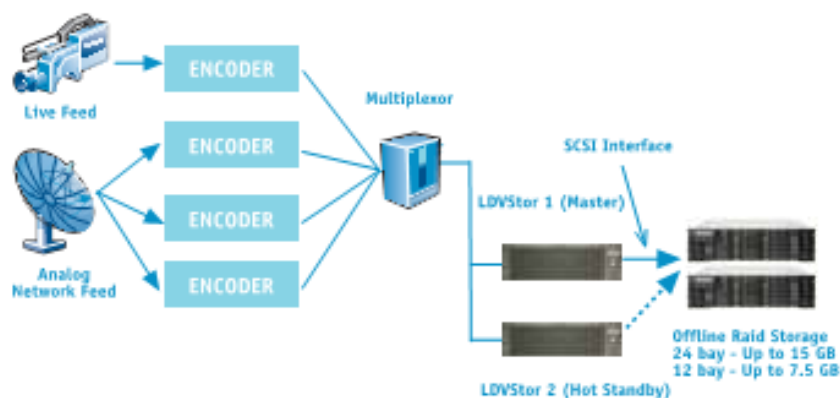 ENCODER
Live Feed
Multiplexor
ENCODER
SCSI Interface
ENCODER
LDVStor 1 (Master)
Analog
Network Feed
ENCODER
Offline Raid Storage
24 bay - Up to 15 GB
12 bay - Up to 7.5 GB
LDVStor 2 (Hot Standby)